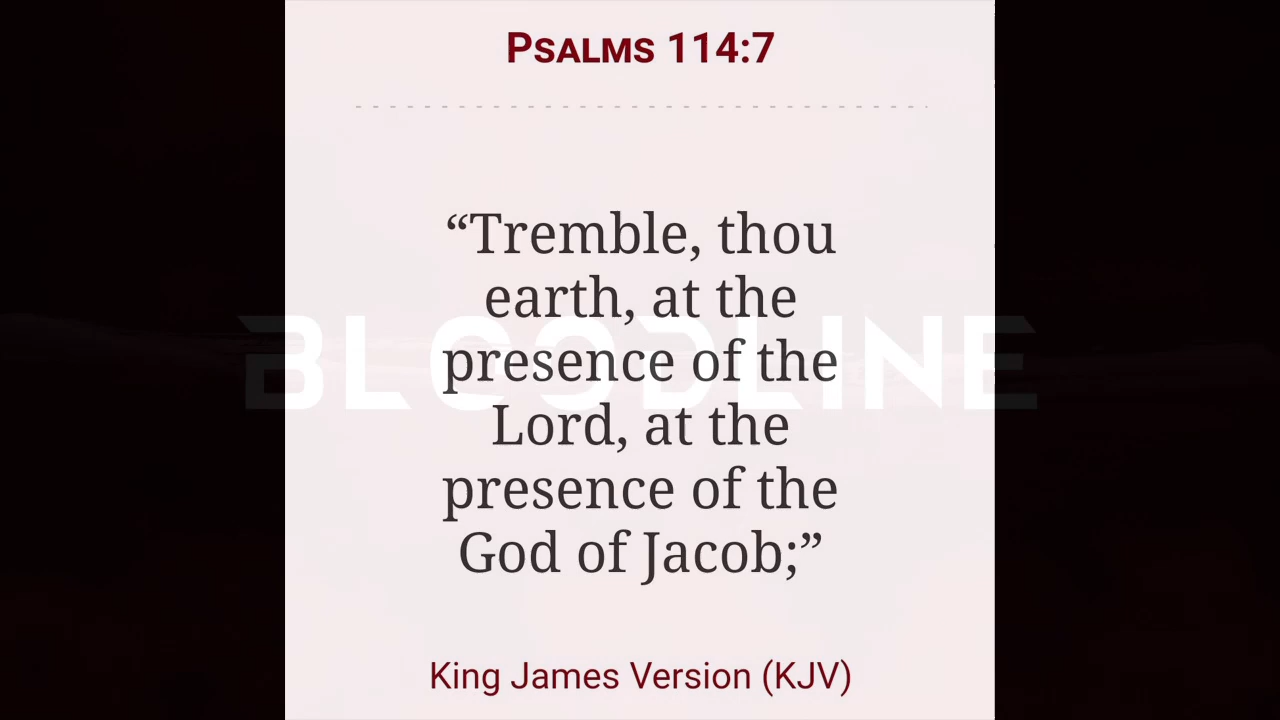 Psalms 114:7
“Tremble, thou
earth, at the
presence of the
Lord, at the
presence of the
God of Jacob;”
BLOODLINE
King James Version (KJV)